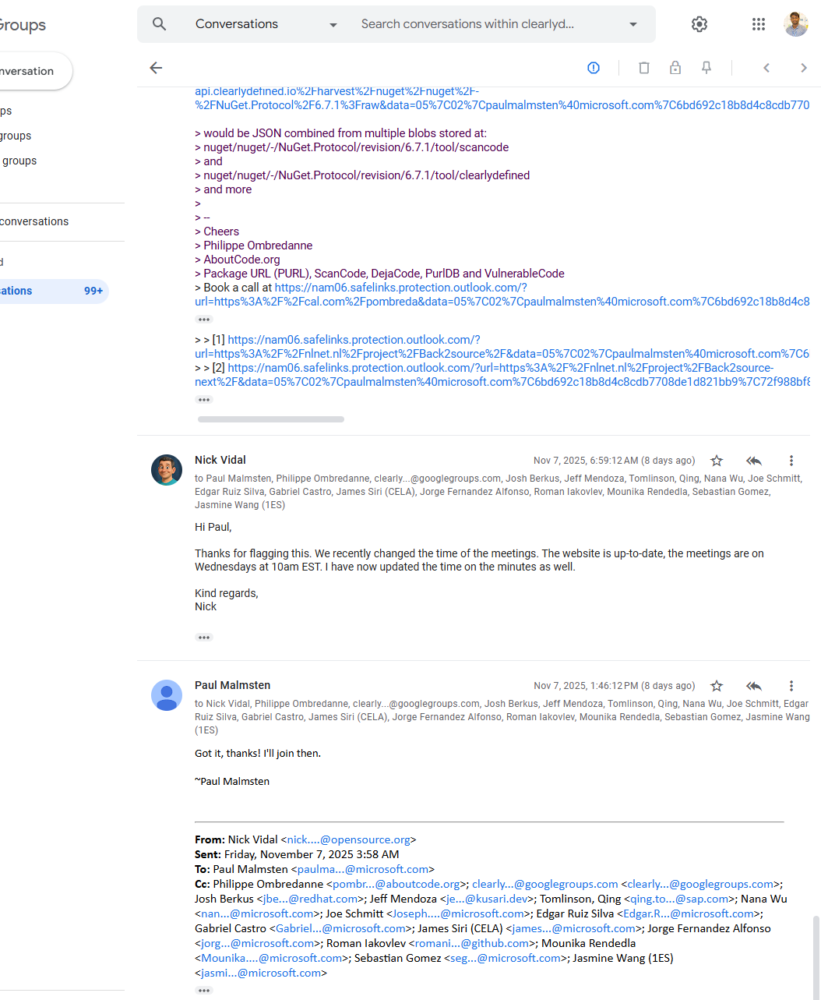 Groups
Conversations
Search conversations within clearlyd...
nversation
ps
groups
groups
conversations
d
sations 99+
api.clearlydefined.io%2Fharvest%2Fnuget%2Fnuget%2F-
%2FNuGet.Protocol%2F6.7.1%3Fraw&data=05%7C02%7Cpaulmalmsten%40microsoft.com%7C6bd692c18b8d4c8cdb770
> would be JSON combined from multiple blobs stored at:
> nuget/nuget/-/NuGet.Protocol/revision/6.7.1/tool/scancode
> and
> nuget/nuget/-/NuGet.Protocol/revision/6.7.1/tool/clearlydefined
> and more
>
> --
> Cheers
> Philippe Ombredanne
> AboutCode.org
> Package URL (PURL), ScanCode, DejaCode, PurlDB and VulnerableCode
> Book a call at https://nam06.safelinks.protection.outlook.com/?
url=https%3A%2F%2Fcal.com%2Fpombreda&data=05%7C02%7Cpaulmalmsten%40microsoft.com%7C6bd692c18b8d4c8
> > [1] https://nam06.safelinks.protection.outlook.com/?
url=https%3A%2F%2Fnlnet.nl%2Fproject%2FBack2source%2F&data=05%7C02%7Cpaulmalmsten%40microsoft.com%7C6
> > [2] https://nam06.safelinks.protection.outlook.com/?url=https%3A%2F%2Fnlnet.nl%2Fproject%2FBack2source-
next%2F&data=05%7C02%7Cpaulmalmsten%40microsoft.com%7C6bd692c18b8d4c8cdb7708de1d821bb9%7C72f988bf8
Nick Vidal
Nov 7, 2025, 6:59:12 AM (8 days ago)
to Paul Malmsten, Philippe Ombredanne, clearly...@googlegroups.com, Josh Berkus, Jeff Mendoza, Tomlinson, Qing, Nana Wu, Joe Schmitt,
Edgar Ruiz Silva, Gabriel Castro, James Siri (CELA), Jorge Fernandez Alfonso, Roman Iakovlev, Mounika Rendedla, Sebastian Gomez,
Jasmine Wang (1ES)
Hi Paul,
Thanks for flagging this. We recently changed the time of the meetings. The website is up-to-date, the meetings are on
Wednesdays at 10am EST. I have now updated the time on the minutes as well.
Kind regards,
Nick
Paul Malmsten
Nov 7, 2025, 1:46:12 PM (8 days ago)
to Nick Vidal, Philippe Ombredanne, clearly...@googlegroups.com, Josh Berkus, Jeff Mendoza, Tomlinson, Qing, Nana Wu, Joe Schmitt, Edgar
Ruiz Silva, Gabriel Castro, James Siri (CELA), Jorge Fernandez Alfonso, Roman Iakovlev, Mounika Rendedla, Sebastian Gomez, Jasmine Wang
(1ES)
Got it, thanks! I'll join then.
~Paul Malmsten
From: Nick Vidal <nick....@opensource.org>
Sent: Friday, November 7, 2025 3:58 AM
To: Paul Malmsten <paulma...@microsoft.com>
Cc: Philippe Ombredanne <pombr...@aboutcode.org>; clearly...@googlegroups.com <clearly...@googlegroups.com>;
Josh Berkus <jbe...@redhat.com>; Jeff Mendoza <je...@kusari.dev>; Tomlinson, Qing <qing.to...@sap.com>; Nana Wu
<nan...@microsoft.com>; Joe Schmitt <Joseph....@microsoft.com>; Edgar Ruiz Silva <Edgar.R...@microsoft.com>;
Gabriel Castro <Gabriel...@microsoft.com>; James Siri (CELA) <james...@microsoft.com>; Jorge Fernandez Alfonso
<jorg...@microsoft.com>; Roman Iakovlev <romani...@github.com>; Mounika Rendedla
<Mounika....@microsoft.com>; Sebastian Gomez <seg...@microsoft.com>; Jasmine Wang (1ES)
<jasmi...@microsoft.com>